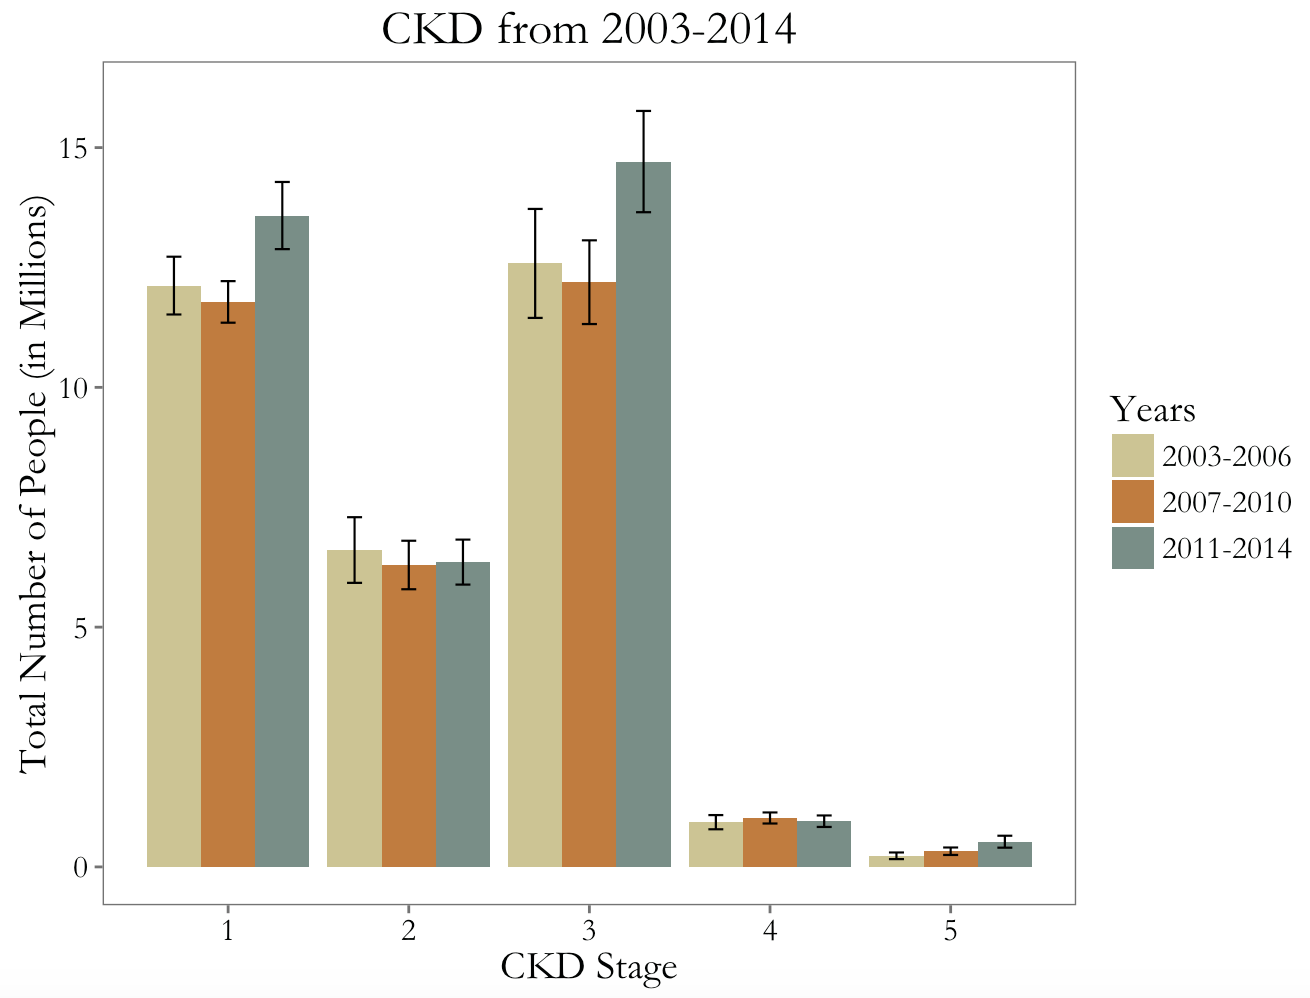 CKD from 2003-2014
Total Number of People (in Millions)
15
10
5
0
1 2 3 4 5
CKD Stage
Years
2003-2006
2007-2010
2011-2014